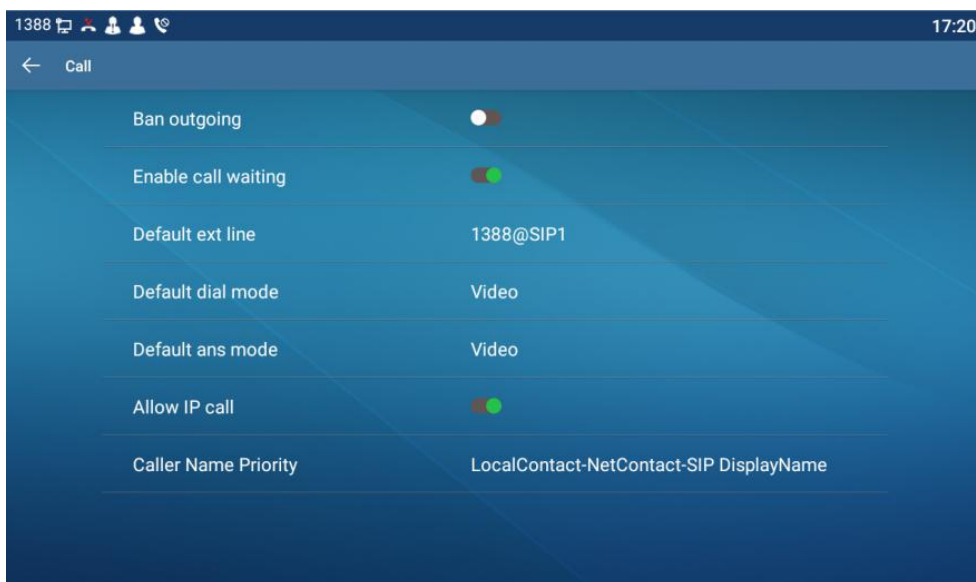 1388 17:20
Call
Ban outgoing
Enable call waiting
Default ext line 1388@SIP1
Default dial mode Video
Default ans mode Video
Allow IP call
Caller Name Priority LocalContact-NetContact-SIP DisplayName